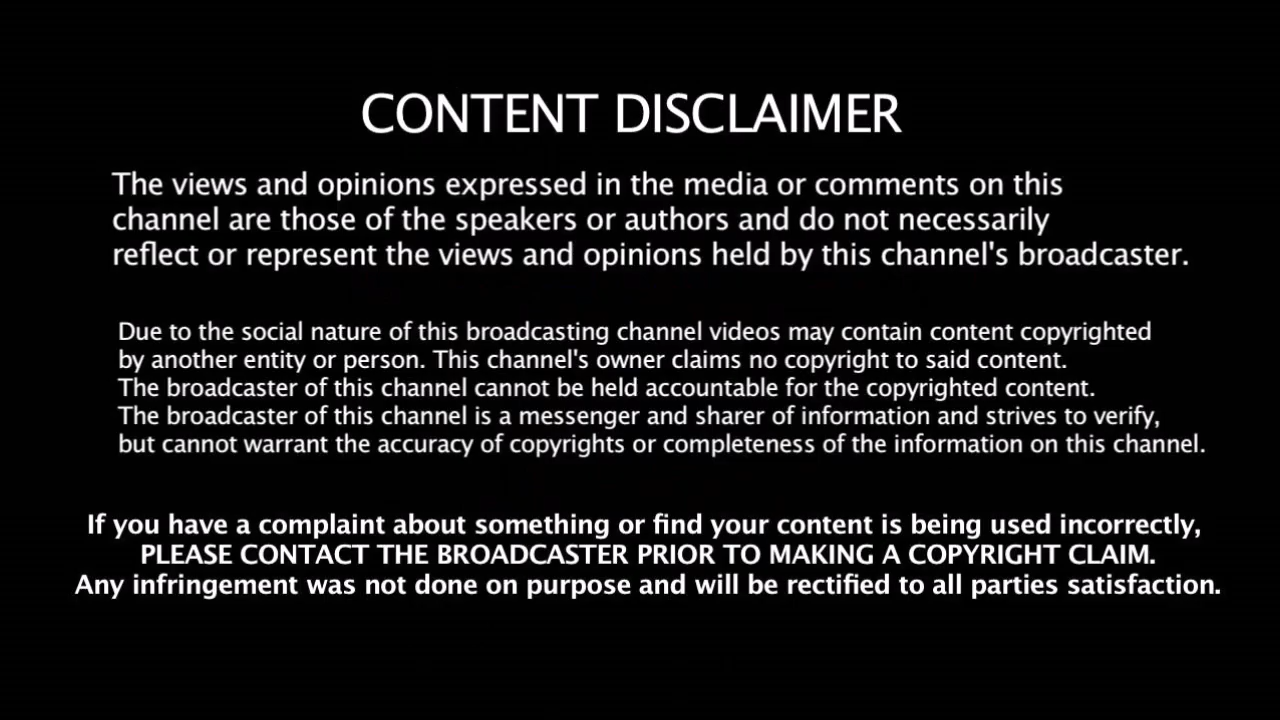 CONTENT DISCLAIMER
The views and opinions expressed in the media or comments on this
channel are those of the speakers or authors and do not necessarily
reflect or represent the views and opinions held by this channel's broadcaster.
Due to the social nature of this broadcasting channel videos may contain content copyrighted
by another entity or person. This channel's owner claims no copyright to said content.
The broadcaster of this channel cannot be held accountable for the copyrighted content.
The broadcaster of this channel is a messenger and sharer of information and strives to verify,
but cannot warrant the accuracy of copyrights or completeness of the information on this channel.
If you have a complaint about something or find your content is being used incorrectly,
PLEASE CONTACT THE BROADCASTER PRIOR TO MAKING A COPYRIGHT CLAIM.
Any infringement was not done on purpose and will be rectified to all parties satisfaction.